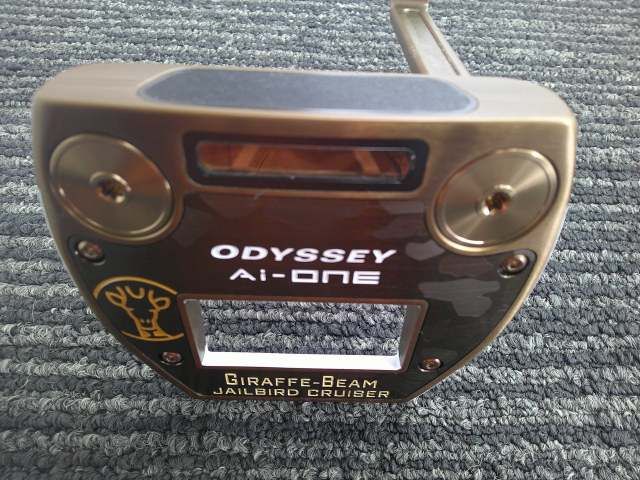 ODYSSEY
Ai-ONE
GIRAFFE-BEAM
JAILBIRD CRUISER